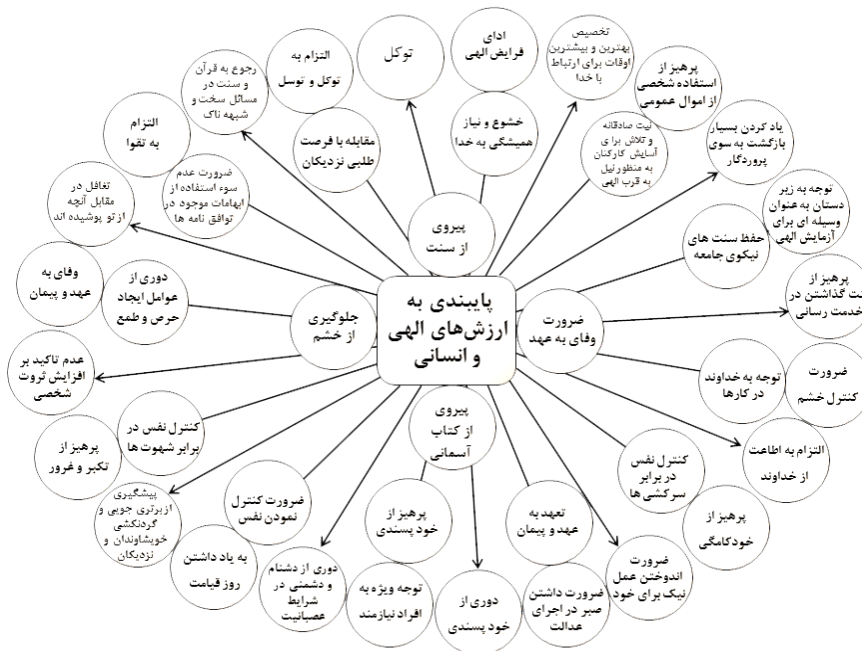 پایبندی به
ارزش‌های الهی
و انسانی
پیروی
از سنت
ضرورت
وفای به عهد
پیروی
از کتاب
آسمانی
جلوگیری
از خشم
توکل
ادای
فرایض الهی
تخصیص
بهترین و بیشترین
اوقات برای ارتباط
با خدا
پرهیز از
استفاده شخصی
از اموال عمومی
خشوع و نیاز
همیشگی به خدا
نیت صادقانه
و تلاش برای
آسایش کارکنان
به منظور نیل
به قرب الهی
یاد کردن بسیار
بازگشت به سوی
پروردگار
توجه به زیر
دستان به عنوان
وسیله ای برای
آزمایش الهی
حفظ سنت های
نیکوی جامعه
پرهیز از
نت گذاشتن در
خدمت رسانی
توجه به خداوند
در کارها
ضرورت
کنترل خشم
التزام به اطاعت
از خداوند
کنترل نفس
در برابر
سرکشی ها
پرهیز از
خودکامگی
ضرورت
اندوختن عمل
نیک برای خود
تعهد به
عهد و پیمان
ضرورت داشتن
صبر در اجرای
عدالت
دوری از
خود پسندی
پرهیز از
خود پسندی
توجه ویژه به
افراد نیازمند
دوری از دشنام
و دشمنی در
شرایط
عصبانیت
ضرورت کنترل
نمودن نفس
به یاد داشتن
روز قیامت
پیشگیری
از برتری جویی و
گردنکشی
خویشاوندان و
نزدیکان
کنترل نفس در
برابر شهوت ها
پرهیز از
تکبر و غرور
عدم تاکید بر
افزایش ثروت
شخصی
دوری از
عوامل ایجاد
حرص و طمع
وفای به
عهد و پیمان
تغافل در
مقابل آنچه
از تو پوشیده اند
ضرورت عدم
سوء استفاده از
ابهامات موجود در
توافق نامه ها
التزام
به تقوا
رجوع به قرآن
و سنت در
مسائل سخت و
شبهه ناک
مقابله با فرصت
طلبی نزدیکان
التزام به
توکل و توسل